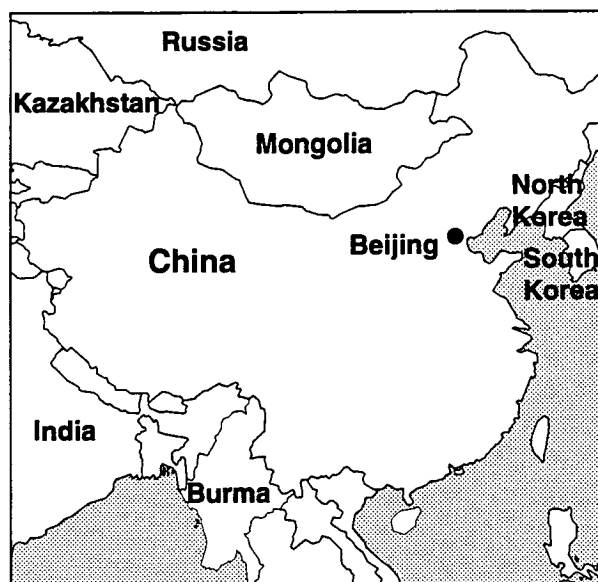 Russia
Kazakhstan
Mongolia
North
Korea
Beijing
China
South
Korea
India
Burma